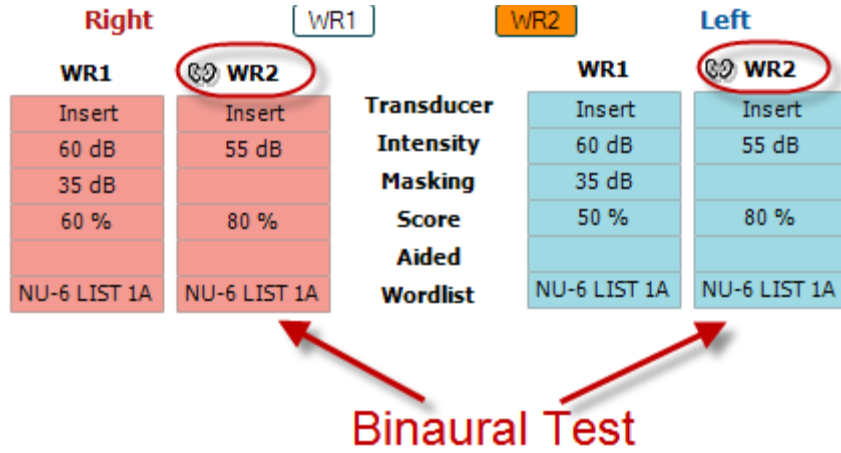 Right WR1 WR2 Left
WR1 WR2 WR1 WR2
Insert Insert Transducer Insert Insert
60 dB 55 dB Intensity 60 dB 55 dB
35 dB Masking 35 dB
60 % 80 % Score 50 % 80 %
Aided
NU-6 LIST 1A NU-6 LIST 1A Wordlist NU-6 LIST 1A NU-6 LIST 1A
Binaural Test